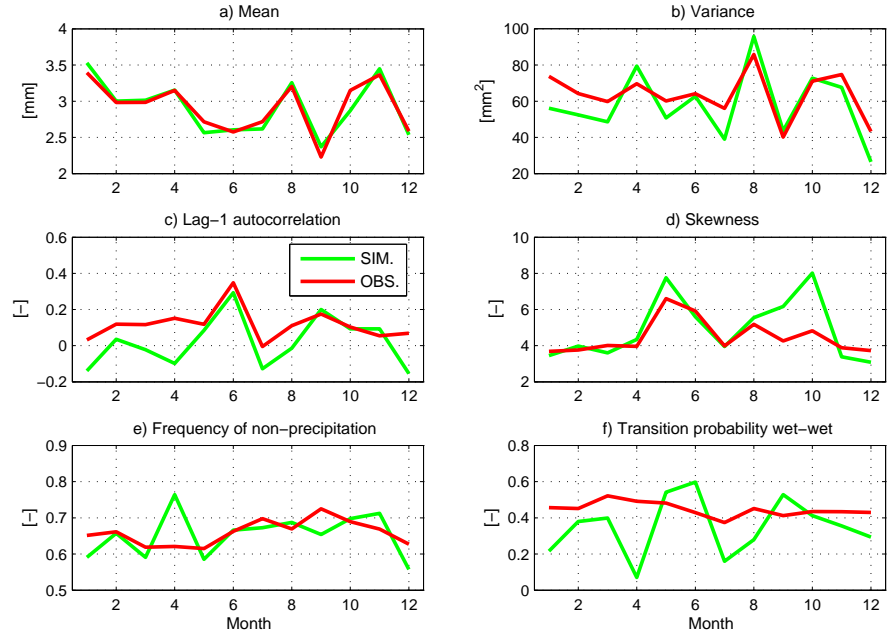 a) Mean
4
3.5
3
2.5
2
[mm]
2 4 6 8 10 12
b) Variance
100
80
60
40
20
[mm²]
2 4 6 8 10 12
c) Lag−1 autocorrelation
0.6
0.4
0.2
0
−0.2
[−]
SIM.
OBS.
2 4 6 8 10 12
d) Skewness
10
8
6
4
2
[−]
2 4 6 8 10 12
e) Frequency of non−precipitation
0.9
0.8
0.7
0.6
0.5
[−]
2 4 6 8 10 12
Month
f) Transition probability wet−wet
0.8
0.6
0.4
0.2
0
[−]
2 4 6 8 10 12
Month